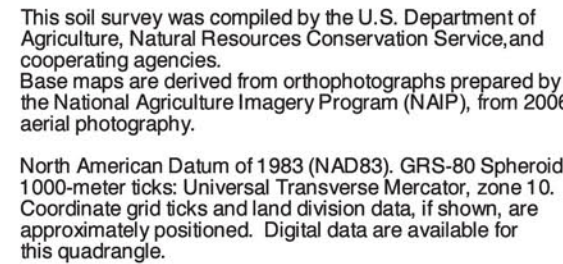 This soil survey was compiled by the U.S. Department of
Agriculture, Natural Resources Conservation Service,and
cooperating agencies.
Base maps are derived from orthophotographs prepared by
the National Agriculture Imagery Program (NAIP), from 2006
aerial photography.
North American Datum of 1983 (NAD83). GRS-80 Spheroid
1000-meter ticks: Universal Transverse Mercator, zone 10.
Coordinate grid ticks and land division data, if shown, are
approximately positioned.  Digital data are available for
this quadrangle.